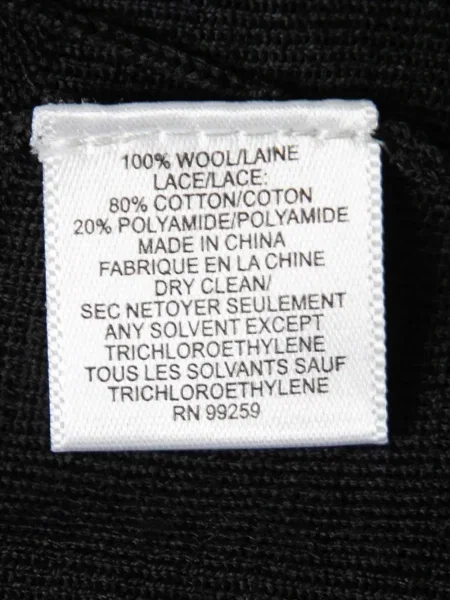 100% WOOL/LAINE
LACE/LACE:
80% COTTON/COTON
20% POLYAMIDE/POLYAMIDE
MADE IN CHINA
FABRIQUE EN LA CHINE
DRY CLEAN/
SEC NETOYER SEULEMENT
ANY SOLVENT EXCEPT
TRICHLOROETHYLENE
TOUS LES SOLVANTS SAUF
TRICHLOROETHYLENE
RN 99259